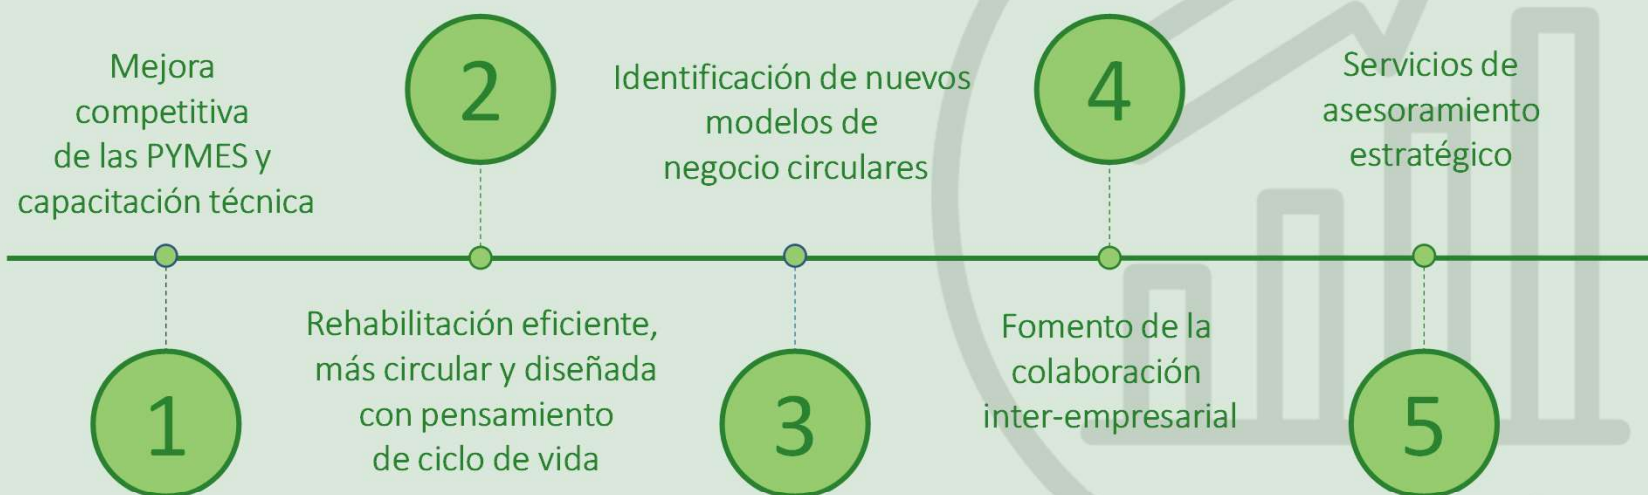 Mejora
competitiva
de las PYMES y
capacitación técnica
1
2
Rehabilitación eficiente,
más circular y diseñada
con pensamiento
de ciclo de vida
Identificación de nuevos
modelos de
negocio circulares
3
4
Fomento de la
colaboración
inter-empresarial
Servicios de
asesoramiento
estratégico
5